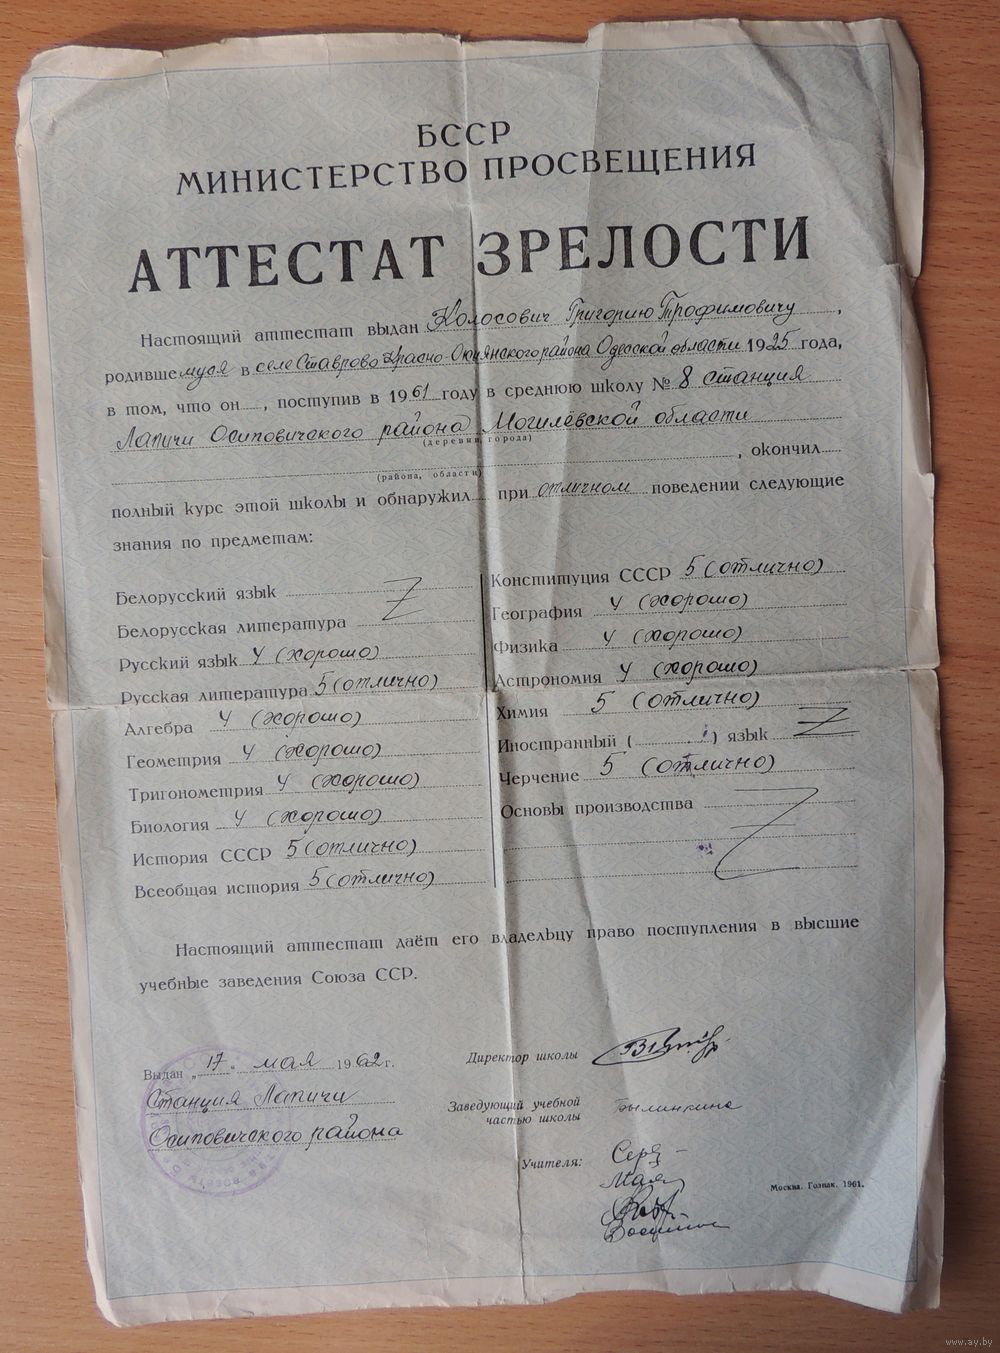 БССР
МИНИСТЕРСТВО ПРОСВЕЩЕНИЯ
АТТЕСТАТ ЗРЕЛОСТИ
Настоящий аттестат выдан Колосович Григорию Трофимовичу,
родившемуся в селе Ставрово Красно-Окнянского района Одесской области 1925 года,
в том, что он, поступив в 1961 году в среднюю школу № 8 станция
Лапичи Осиповичского района Могилёвской области
(деревни, города)
, окончил
(района, области)
полный курс этой школы и обнаружил при отличном поведении следующие
знания по предметам:
Белорусский язык
Белорусская литература
Русский язык 4 (хорошо)
Русская литература 5 (отлично)
Алгебра 4 (хорошо)
Геометрия 4 (хорошо)
Тригонометрия 4 (хорошо)
Биология 4 (хорошо)
История СССР 5 (отлично)
Всеобщая история 5 (отлично)
Конституция СССР 5 (отлично)
География 4 (хорошо)
Физика 4 (хорошо)
Астрономия 4 (хорошо)
Химия 5 (отлично)
Иностранный ( ) язык
Черчение 5 (отлично)
Основы производства
Настоящий аттестат даёт его владельцу право поступления в высшие
учебные заведения Союза ССР.
Выдан „17" мая 1962 г.
Станция Лапичи
Осиповичского района
Директор школы
Заведующий учебной
частью школы Былинкина
Учителя:
Москва. Гознак. 1961.
www.ay.by